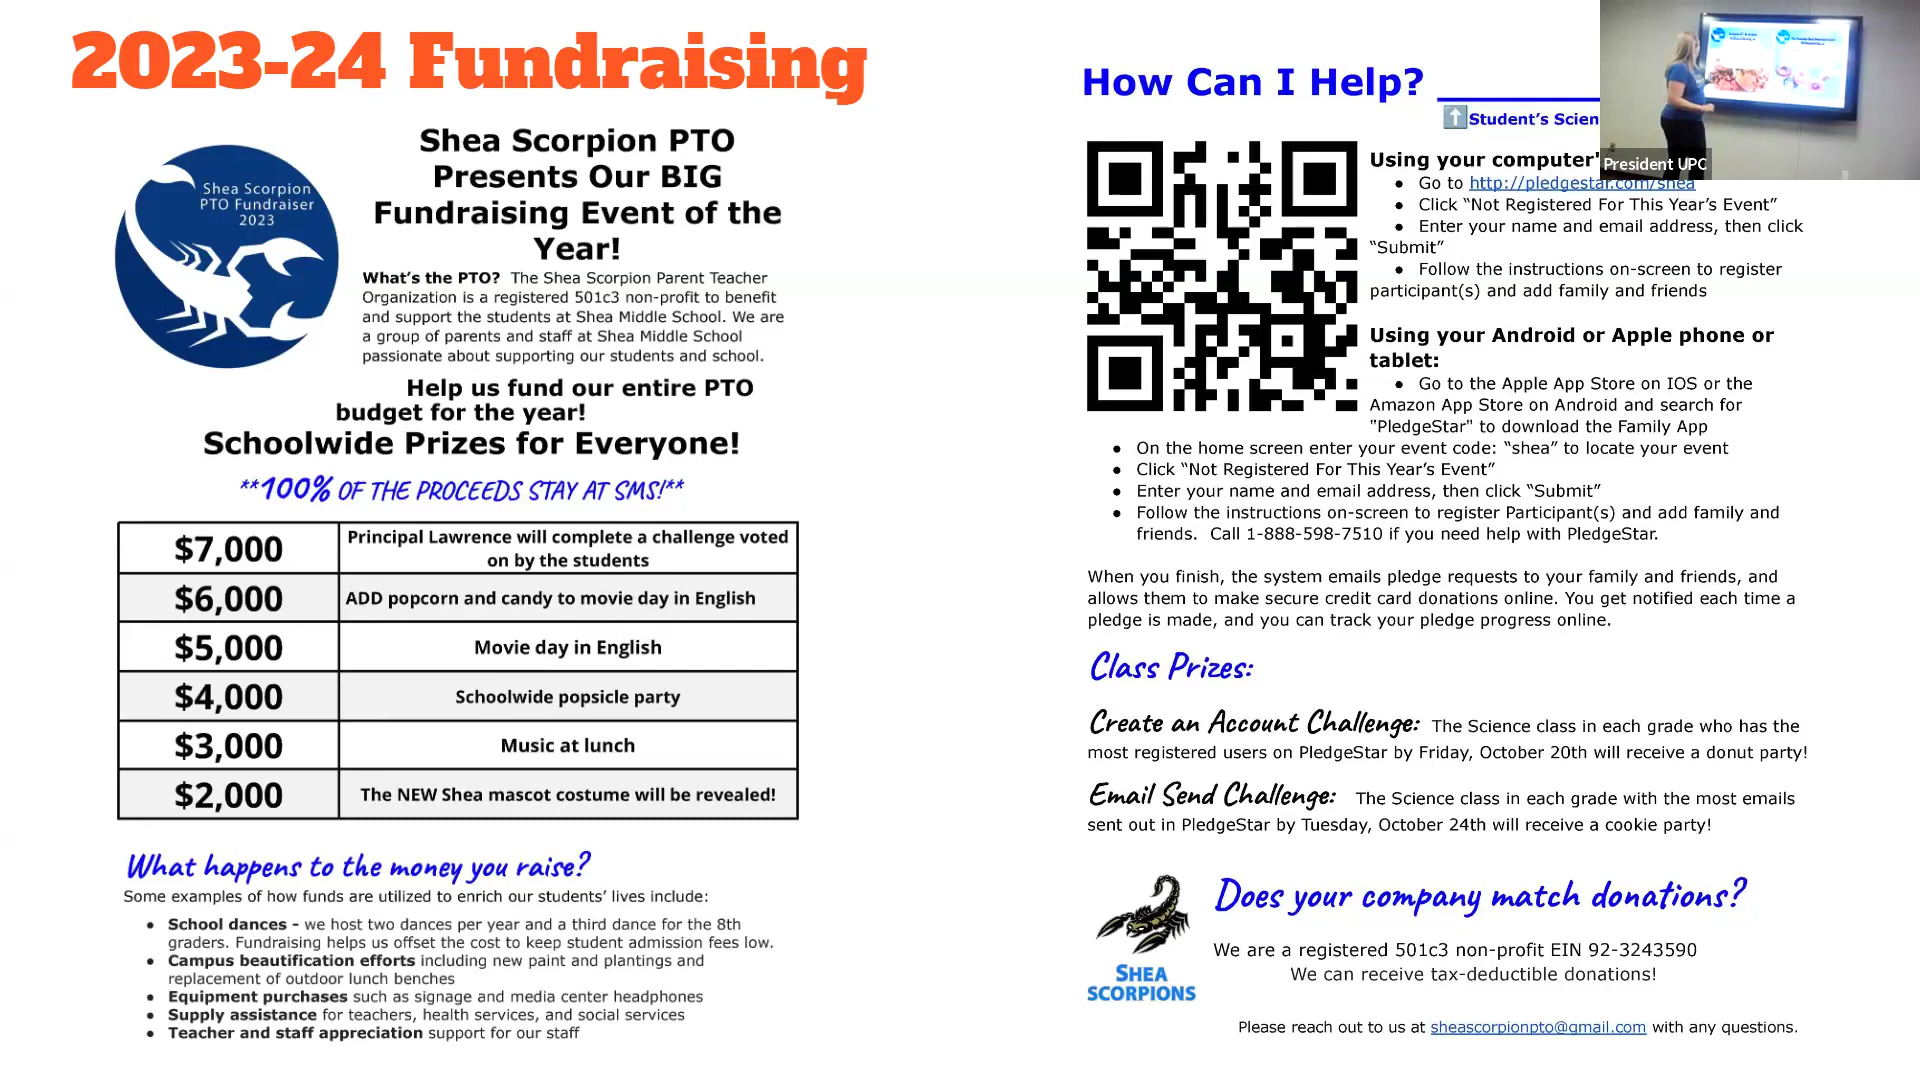 2023-24 Fundraising
Shea Scorpion
PTO Fundraiser
2023
Shea Scorpion PTO
Presents Our BIG
Fundraising Event of the
Year!
What's the PTO? The Shea Scorpion Parent Teacher
Organization is a registered 501c3 non-profit to benefit
and support the students at Shea Middle School. We are
a group of parents and staff at Shea Middle School
passionate about supporting our students and school.
Help us fund our entire PTO
budget for the year!
Schoolwide Prizes for Everyone!
**100% OF THE PROCEEDS STAY AT SMS!**
$7,000 Principal Lawrence will complete a challenge voted
on by the students
$6,000 ADD popcorn and candy to movie day in English
$5,000 Movie day in English
$4,000 Schoolwide popsicle party
$3,000 Music at lunch
$2,000 The NEW Shea mascot costume will be revealed!
What happens to the money you raise?
Some examples of how funds are utilized to enrich our students' lives include:
● School dances - we host two dances per year and a third dance for the 8th
graders. Fundraising helps us offset the cost to keep student admission fees low.
● Campus beautification efforts including new paint and plantings and
replacement of outdoor lunch benches
● Equipment purchases such as signage and media center headphones
● Supply assistance for teachers, health services, and social services
● Teacher and staff appreciation support for our staff
How Can I Help? ________
⬆️Student's Scien
Using your computer'
● Go to http://pledgestar.com/shea
● Click “Not Registered For This Year's Event”
● Enter your name and email address, then click
“Submit”
● Follow the instructions on-screen to register
participant(s) and add family and friends
Using your Android or Apple phone or
tablet:
● Go to the Apple App Store on IOS or the
Amazon App Store on Android and search for
"PledgeStar" to download the Family App
● On the home screen enter your event code: “shea” to locate your event
● Click “Not Registered For This Year's Event”
● Enter your name and email address, then click “Submit”
● Follow the instructions on-screen to register Participant(s) and add family and
friends. Call 1-888-598-7510 if you need help with PledgeStar.
When you finish, the system emails pledge requests to your family and friends, and
allows them to make secure credit card donations online. You get notified each time a
pledge is made, and you can track your pledge progress online.
Class Prizes:
Create an Account Challenge: The Science class in each grade who has the
most registered users on PledgeStar by Friday, October 20th will receive a donut party!
Email Send Challenge: The Science class in each grade with the most emails
sent out in PledgeStar by Tuesday, October 24th will receive a cookie party!
SHEA
SCORPIONS
Does your company match donations?
We are a registered 501c3 non-profit EIN 92-3243590
We can receive tax-deductible donations!
Please reach out to us at sheascorpionpto@gmail.com with any questions.
President UPC